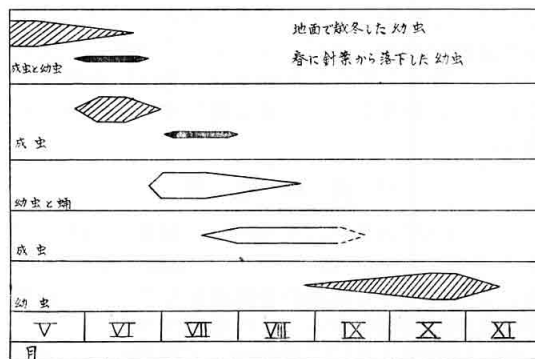 地面で越冬した幼虫
春に針葉から落下した幼虫
成虫と幼虫
成虫
幼虫と蛹
成虫
幼虫
V VI VII VIII IX X XI
月